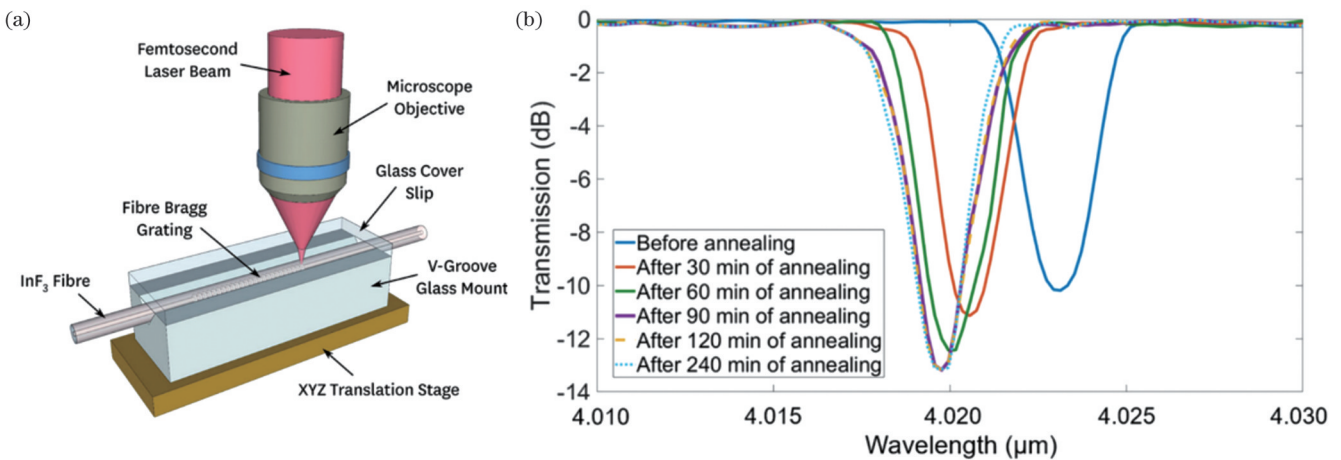 (a)
Femtosecond
Laser Beam
Microscope
Objective
Glass Cover
Slip
Fibre Bragg
Grating
InF3 Fibre
V-Groove
Glass Mount
XYZ Translation Stage
(b)
Transmission (dB)
0
-2
-4
-6
-8
-10
-12
-14
Before annealing
After 30 min of annealing
After 60 min of annealing
After 90 min of annealing
After 120 min of annealing
After 240 min of annealing
4.010
4.015
4.020
4.025
4.030
Wavelength (μm)